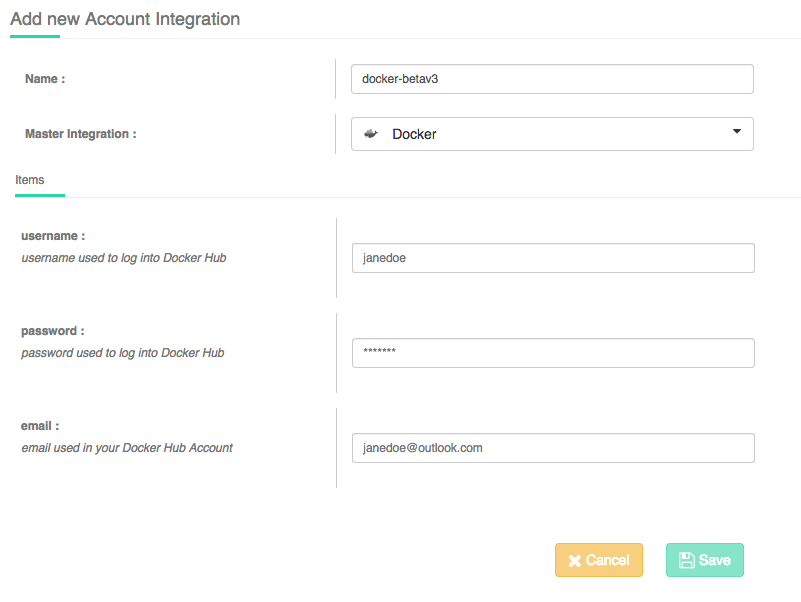 Add new Account Integration
Name :
docker-betav3
Master Integration :
Docker
Items
username :
username used to log into Docker Hub
janedoe
password :
password used to log into Docker Hub
*******
email :
email used in your Docker Hub Account
janedoe@outlook.com
Cancel
Save